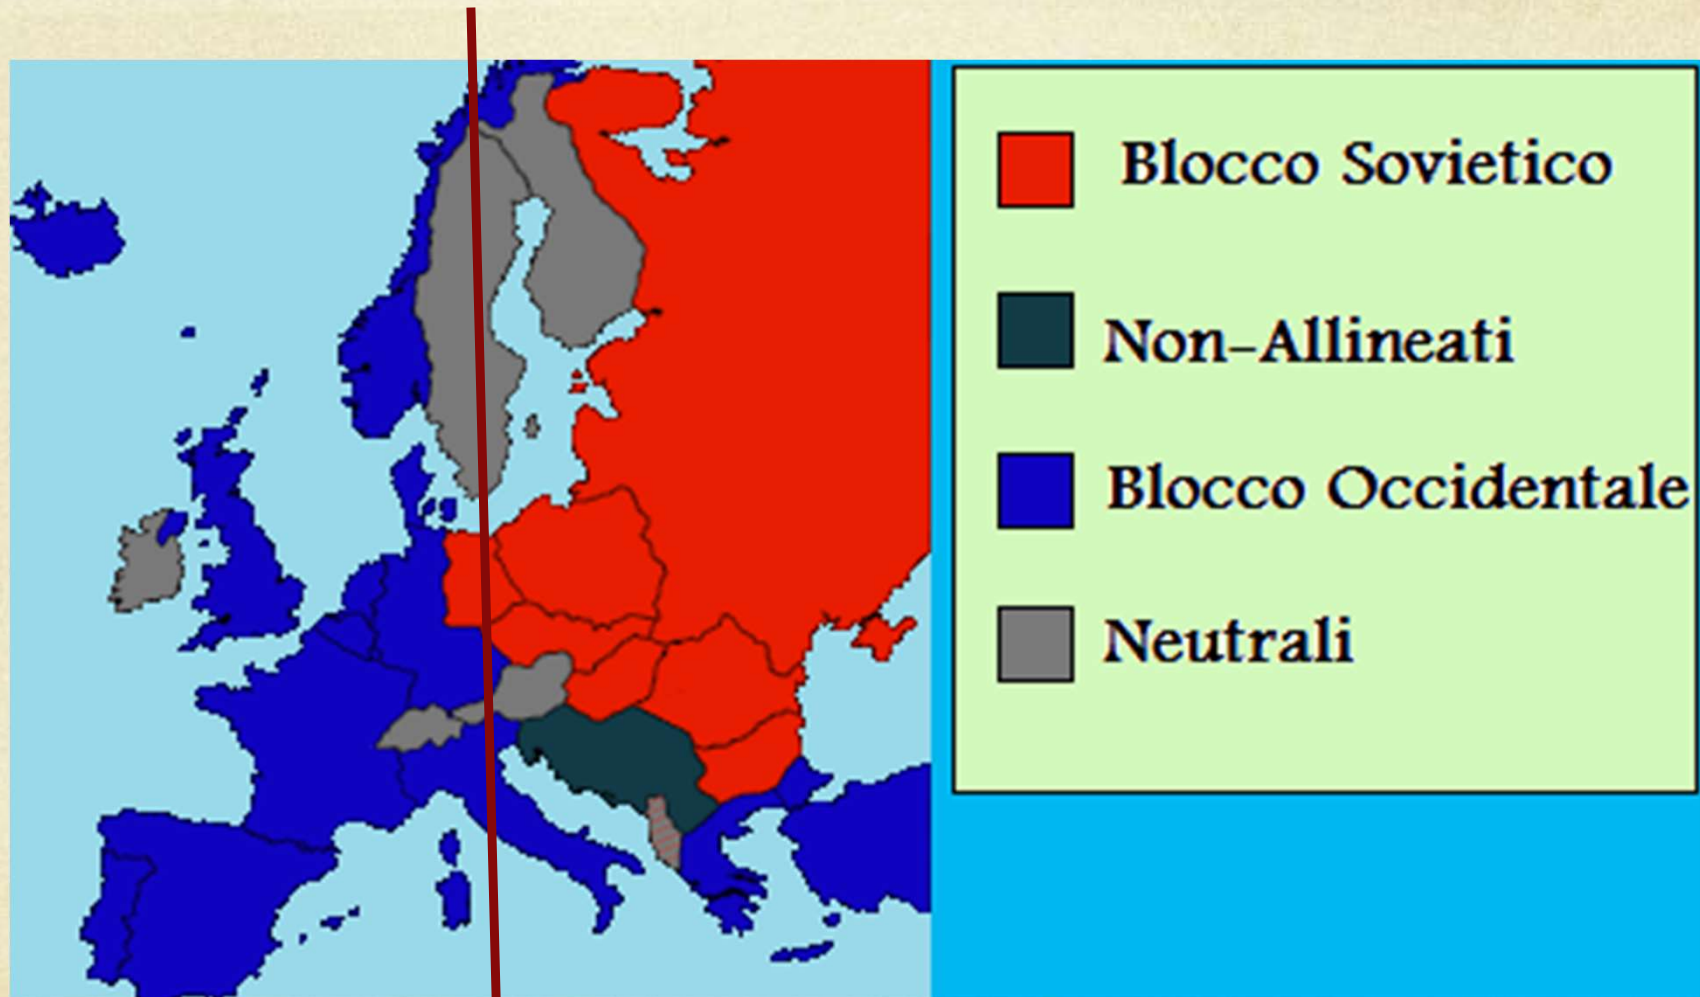 Blocco Sovietico
Non-Allineati
Blocco Occidentale
Neutrali